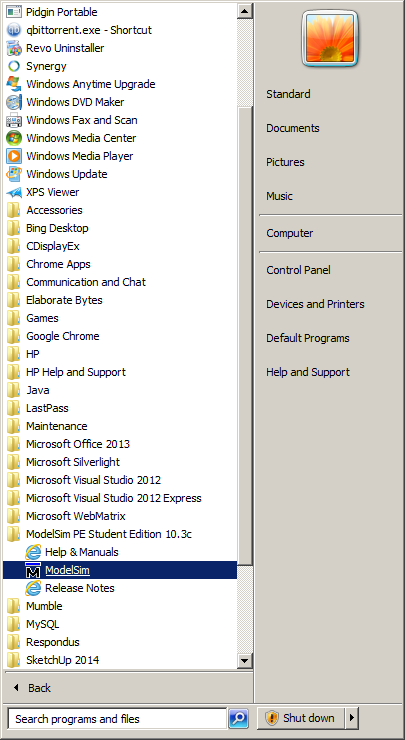 Pidgin Portable
qbittorrent.exe - Shortcut
Revo Uninstaller
Synergy
Windows Anytime Upgrade
Windows DVD Maker
Windows Fax and Scan
Windows Media Center
Windows Media Player
Windows Update
XPS Viewer
Accessories
Bing Desktop
CDisplayEx
Chrome Apps
Communication and Chat
Elaborate Bytes
Games
Google Chrome
HP
HP Help and Support
Java
LastPass
Maintenance
Microsoft Office 2013
Microsoft Silverlight
Microsoft Visual Studio 2012
Microsoft Visual Studio 2012 Express
Microsoft WebMatrix
ModelSim PE Student Edition 10.3c
Help & Manuals
ModelSim
Release Notes
Mumble
MySQL
Respondus
SketchUp 2014
Back
Search programs and files
Standard
Documents
Pictures
Music
Computer
Control Panel
Devices and Printers
Default Programs
Help and Support
Shut down